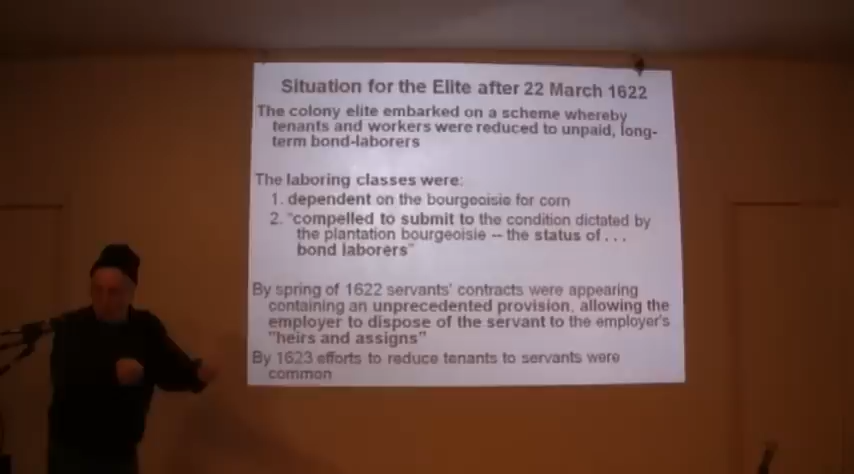 Situation for the Elite after 22 March 1622
The colony elite embarked on a scheme whereby
tenants and workers were reduced to unpaid, long-
term bond-laborers
The laboring classes were:
1. dependent on the bourgeoisie for corn
2. "compelled to submit to the condition dictated by
the plantation bourgeoisie -- the status of . . .
bond laborers"
By spring of 1622 servants' contracts were appearing
containing an unprecedented provision, allowing the
employer to dispose of the servant to the employer's
"heirs and assigns"
By 1623 efforts to reduce tenants to servants were
common